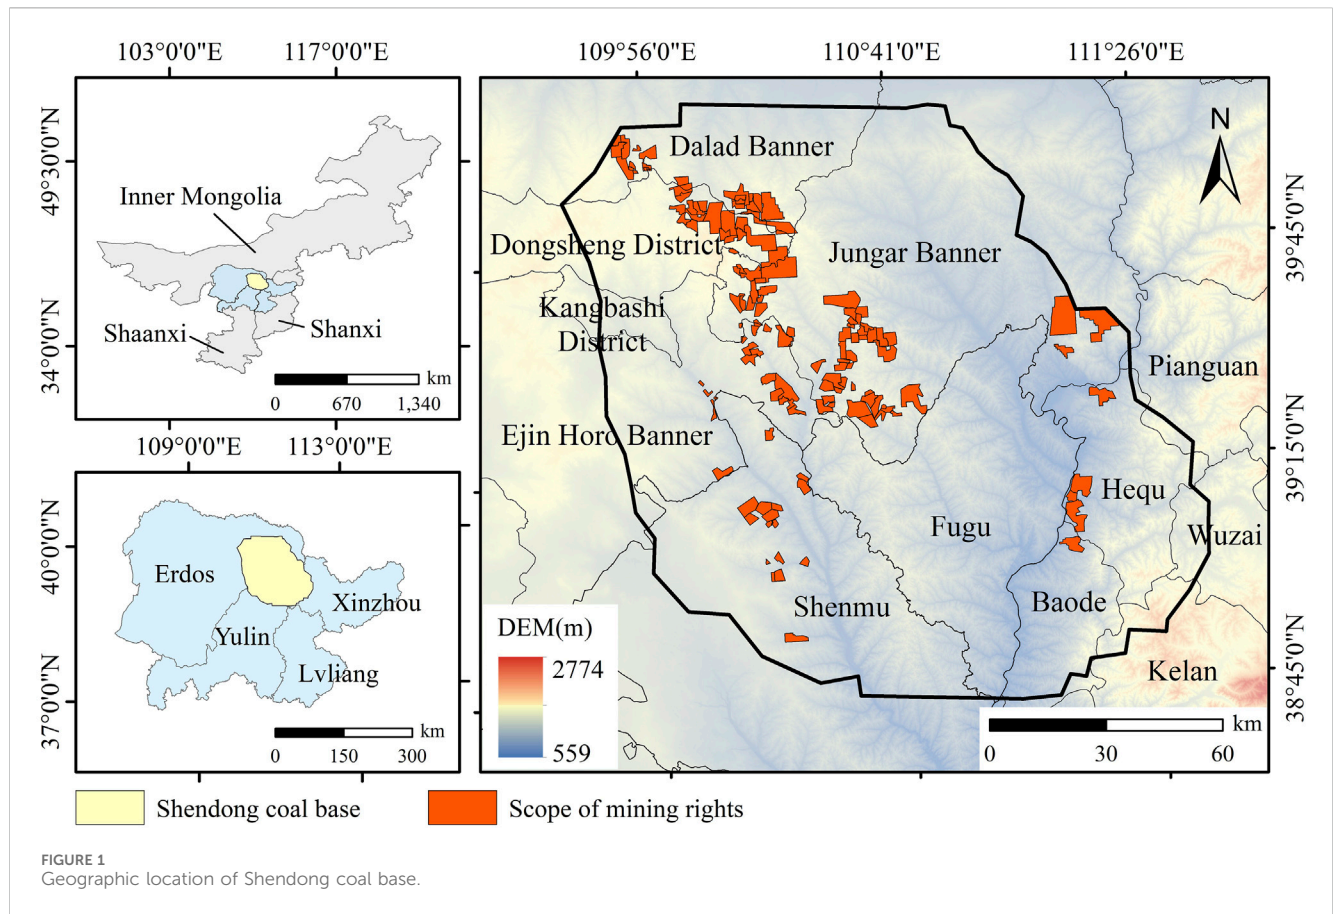 103°0'0"E
117°0'0"E
49°30'0"N
34°0'0"N
Inner Mongolia
Shaanxi
Shanxi
km
0
670
1,340
109°0'0"E
113°0'0"E
40°0'0"N
37°0'0"N
Erdos
Xinzhou
Yulin
Lvliang
km
0
150
300
109°56'0"E
110°41'0"E
111°26'0"E
N
39°45'0"N
39°15'0"N
38°45'0"N
Dalad Banner
Dongsheng District
Jungar Banner
Kangbashi
District
Pianguan
Ejin Horo Banner
Hequ
Fugu
Wuzai
Shenmu
Baode
Kelan
DEM(m)
2774
559
km
0
30
60
Shendong coal base
Scope of mining rights
FIGURE 1
Geographic location of Shendong coal base.